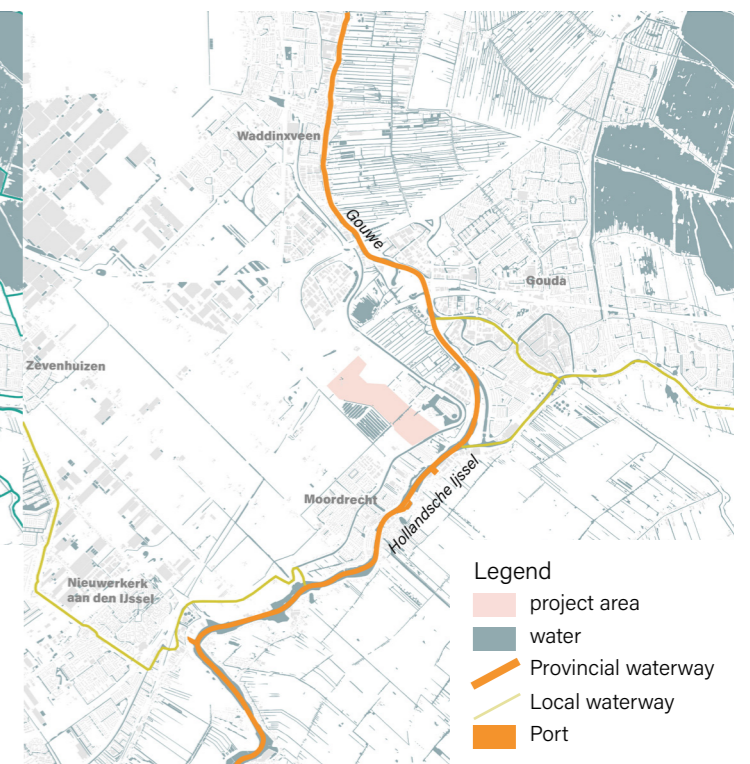 Waddinxveen
Gouwe
Gouda
Zevenhuizen
Moordrecht
Hollandsche Ijssel
Nieuwerkerk
aan den IJssel
Legend
project area
water
Provincial waterway
Local waterway
Port